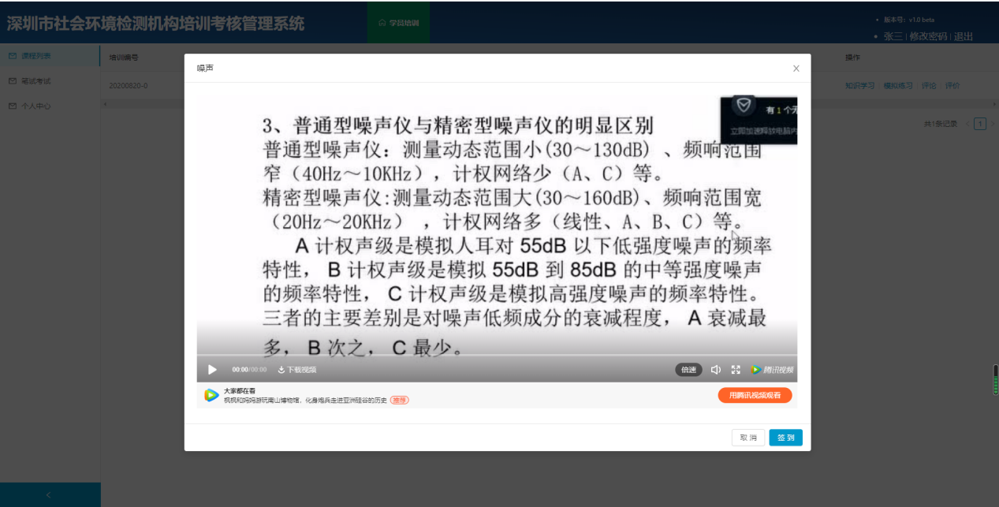 深圳市社会环境检测机构培训考核管理系统
学员培训
版本号: v1.0 beta
张三 | 修改密码 | 退出
课程列表
笔试考试
个人中心
培训编号
操作
20200820-0
知识学习 | 模拟练习 | 评论 | 评价
共1条记录 < 1 >
噪声
有1个无
立即加速释放电脑内
3、普通型噪声仪与精密型噪声仪的明显区别
普通型噪声仪：测量动态范围小(30～130dB) 、频响范围
窄（40Hz～10KHz），计权网络少（A、C）等。
精密型噪声仪:测量动态范围大(30～160dB)、频响范围宽
（20Hz～20KHz） ，计权网络多（线性、A、B、C）等。
A 计权声级是模拟人耳对 55dB 以下低强度噪声的频率
特性， B 计权声级是模拟 55dB 到 85dB 的中等强度噪声
的频率特性， C 计权声级是模拟高强度噪声的频率特性。
三者的主要差别是对噪声低频成分的衰减程度， A 衰减最
多， B 次之， C 最少。
00:00/00:00 下载视频
倍速
腾讯视频
大家都在看
枫枫和妈妈游玩南山博物馆、化身炮兵走进亚洲硅谷的历史 推荐
用腾讯视频观看
取消
签到